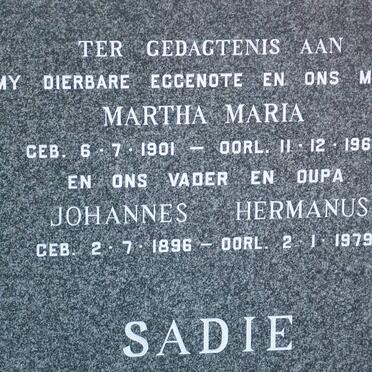 TER GEDAGTENIS AAN
MY DIERBARE EGGENOTE EN ONS M
MARTHA MARIA
GEB. 6·7·1901 — OORL. 11·12·196
EN ONS VADER EN OUPA
JOHANNES HERMANUS
GEB. 2·7·1896 — OORL. 2·1·1979
SADIE